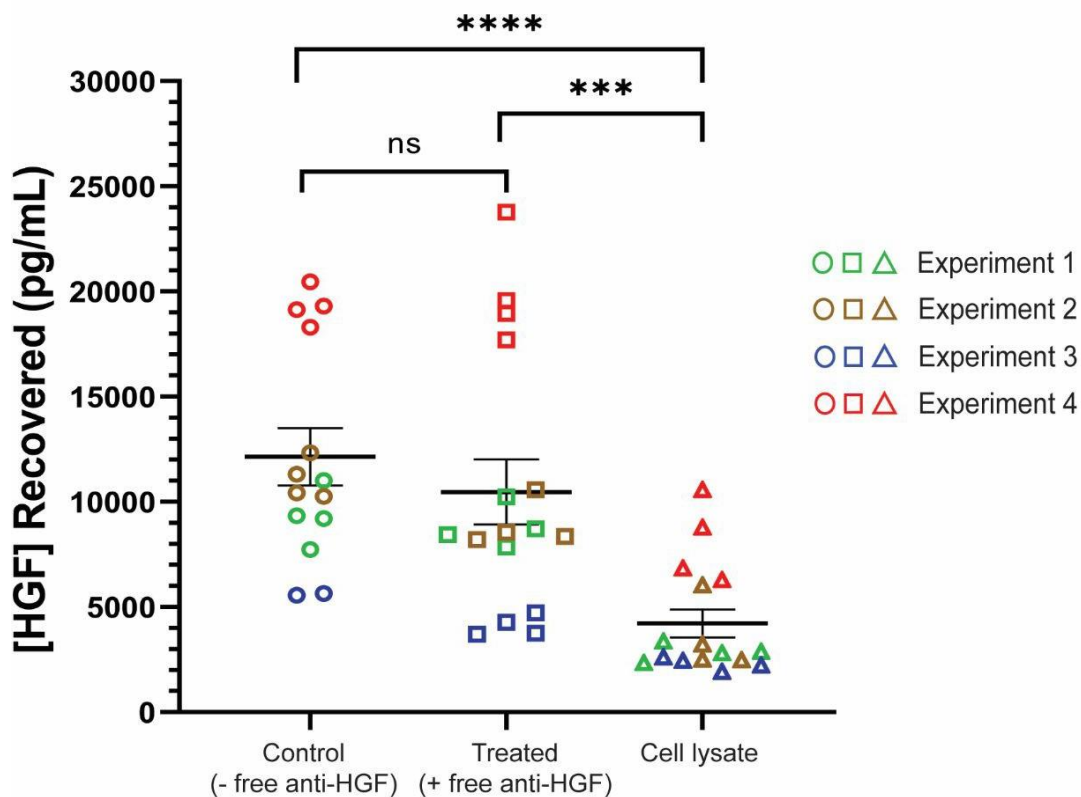 ****
***
ns
[HGF] Recovered (pg/mL)
30000
25000
20000
15000
10000
5000
0
Control
(- free anti-HGF)
Treated
(+ free anti-HGF)
Cell lysate
Experiment 1
Experiment 2
Experiment 3
Experiment 4